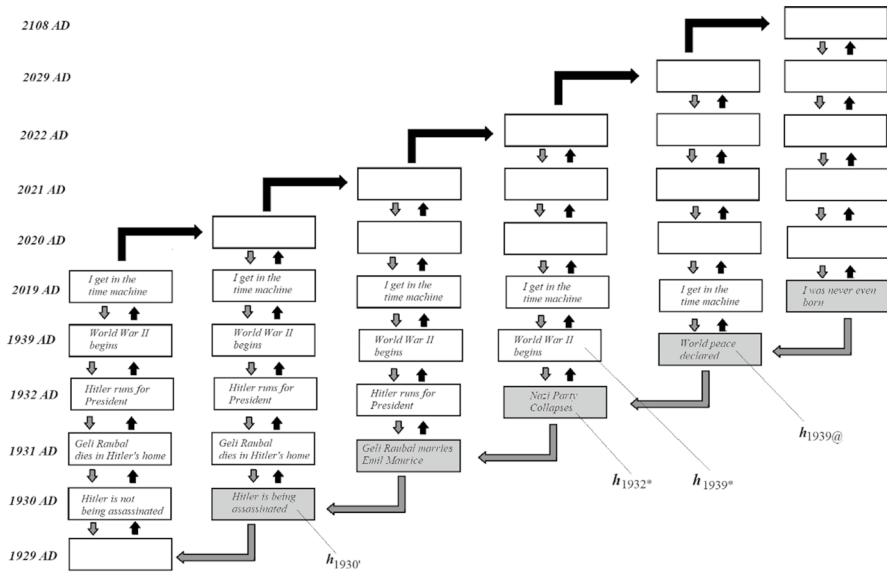 2108 AD
2029 AD
2022 AD
2021 AD
2020 AD
2019 AD
I get in the
time machine
I get in the
time machine
I get in the
time machine
I get in the
time machine
I get in the
time machine
I was never even
born
1939 AD
World War II
begins
World War II
begins
World War II
begins
World War II
begins
World peace
declared
1932 AD
Hitler runs for
President
Hitler runs for
President
Hitler runs for
President
Nazi Party
Collapses
h1939@
1931 AD
Geli Raubal
dies in Hitler's home
Geli Raubal
dies in Hitler's home
Geli Raubal marries
Emil Maurice
h1932*
h1939*
1930 AD
Hitler is not
being assassinated
Hitler is being
assassinated
1929 AD
h1930'